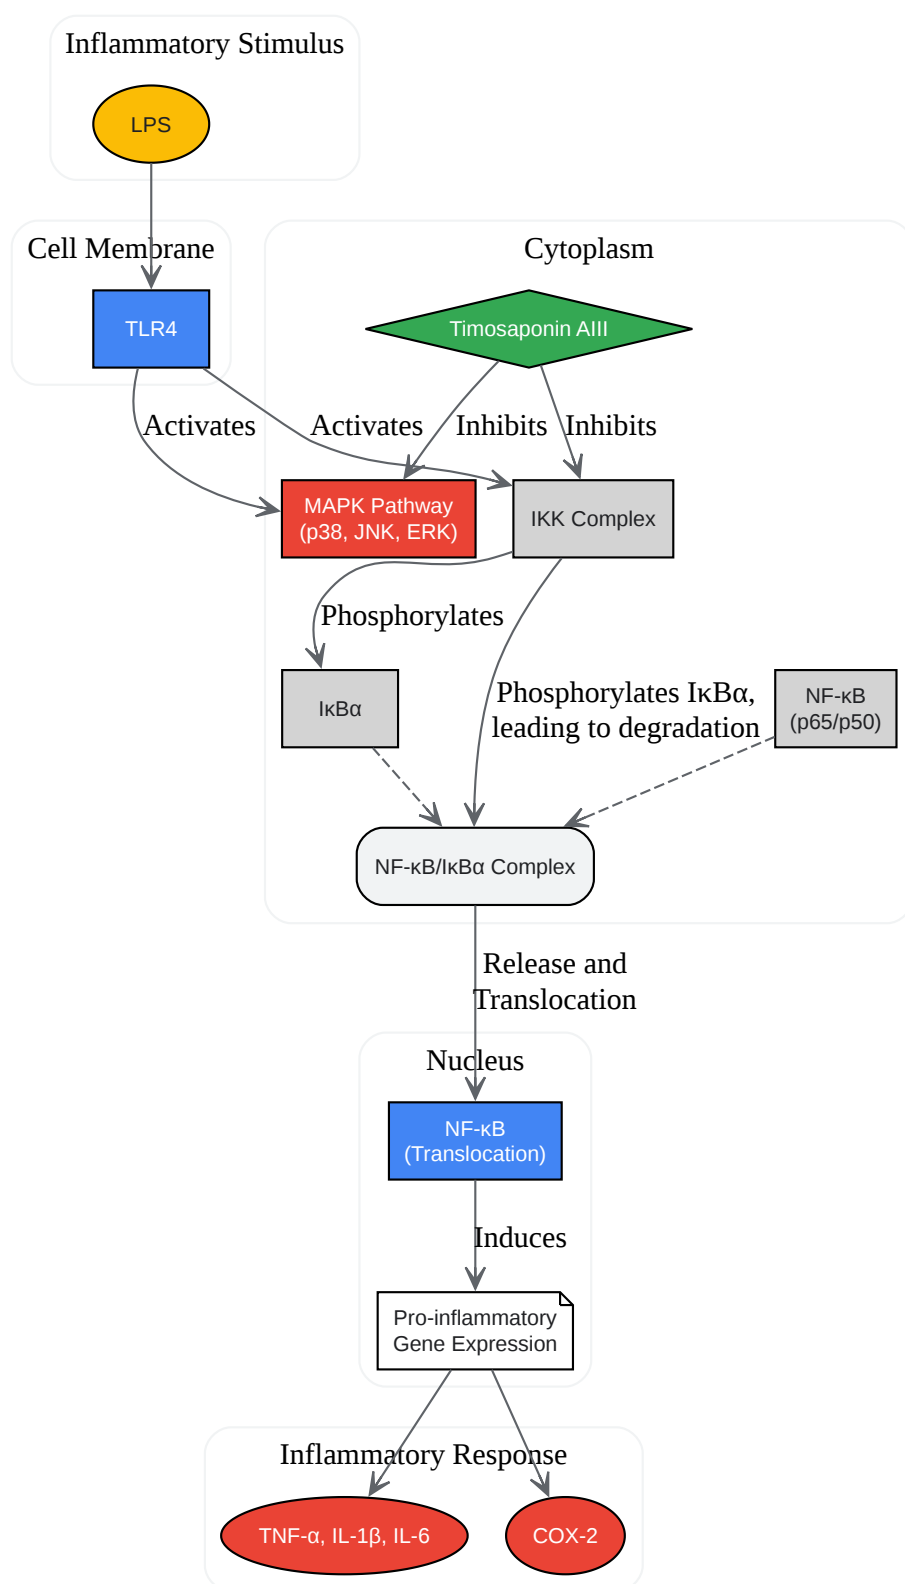 Inflammatory Stimulus
LPS
Cell Membrane
Cytoplasm
TLR4
Timosaponin AIII
Activates
Activates
Inhibits
Inhibits
MAPK Pathway
(p38, JNK, ERK)
IKK Complex
Phosphorylates
Phosphorylates IκBα,
leading to degradation
IκBα
NF-κB
(p65/p50)
NF-κB/IκBα Complex
Release and
Translocation
Nucleus
NF-κB
(Translocation)
Induces
Pro-inflammatory
Gene Expression
Inflammatory Response
TNF-α, IL-1β, IL-6
COX-2